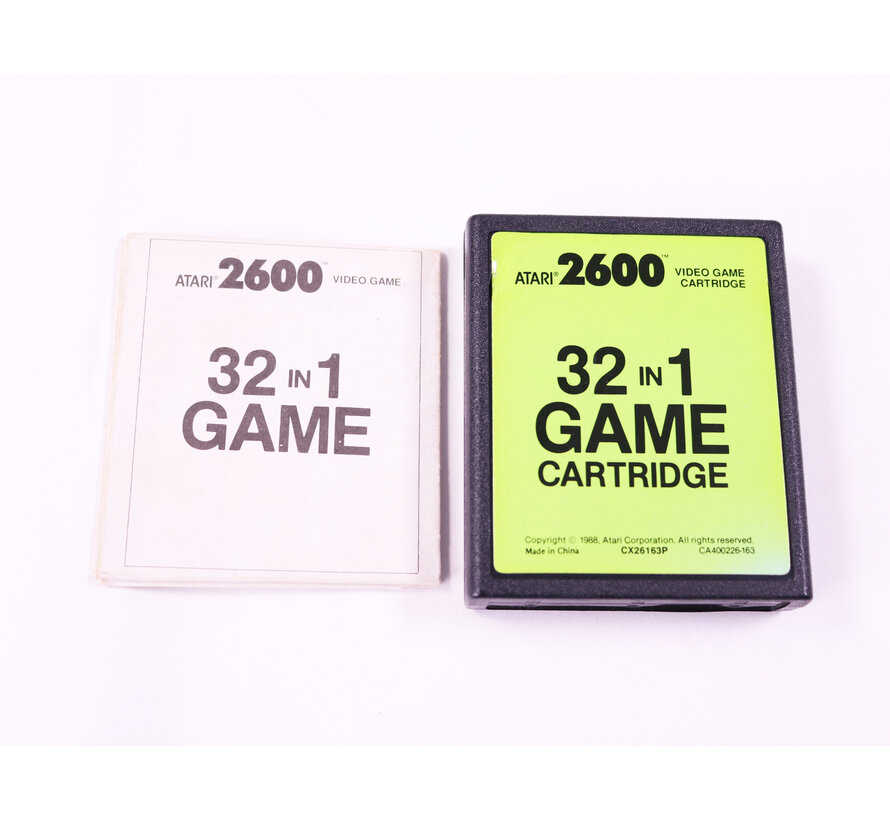 ATARI® 2600™ VIDEO GAME
32 IN 1
GAME
ATARI® 2600™ VIDEO GAME
CARTRIDGE
32 IN 1
GAME
CARTRIDGE
Copyright © 1988, Atari Corporation. All rights reserved.
Made in China CX26163P CA400226-163